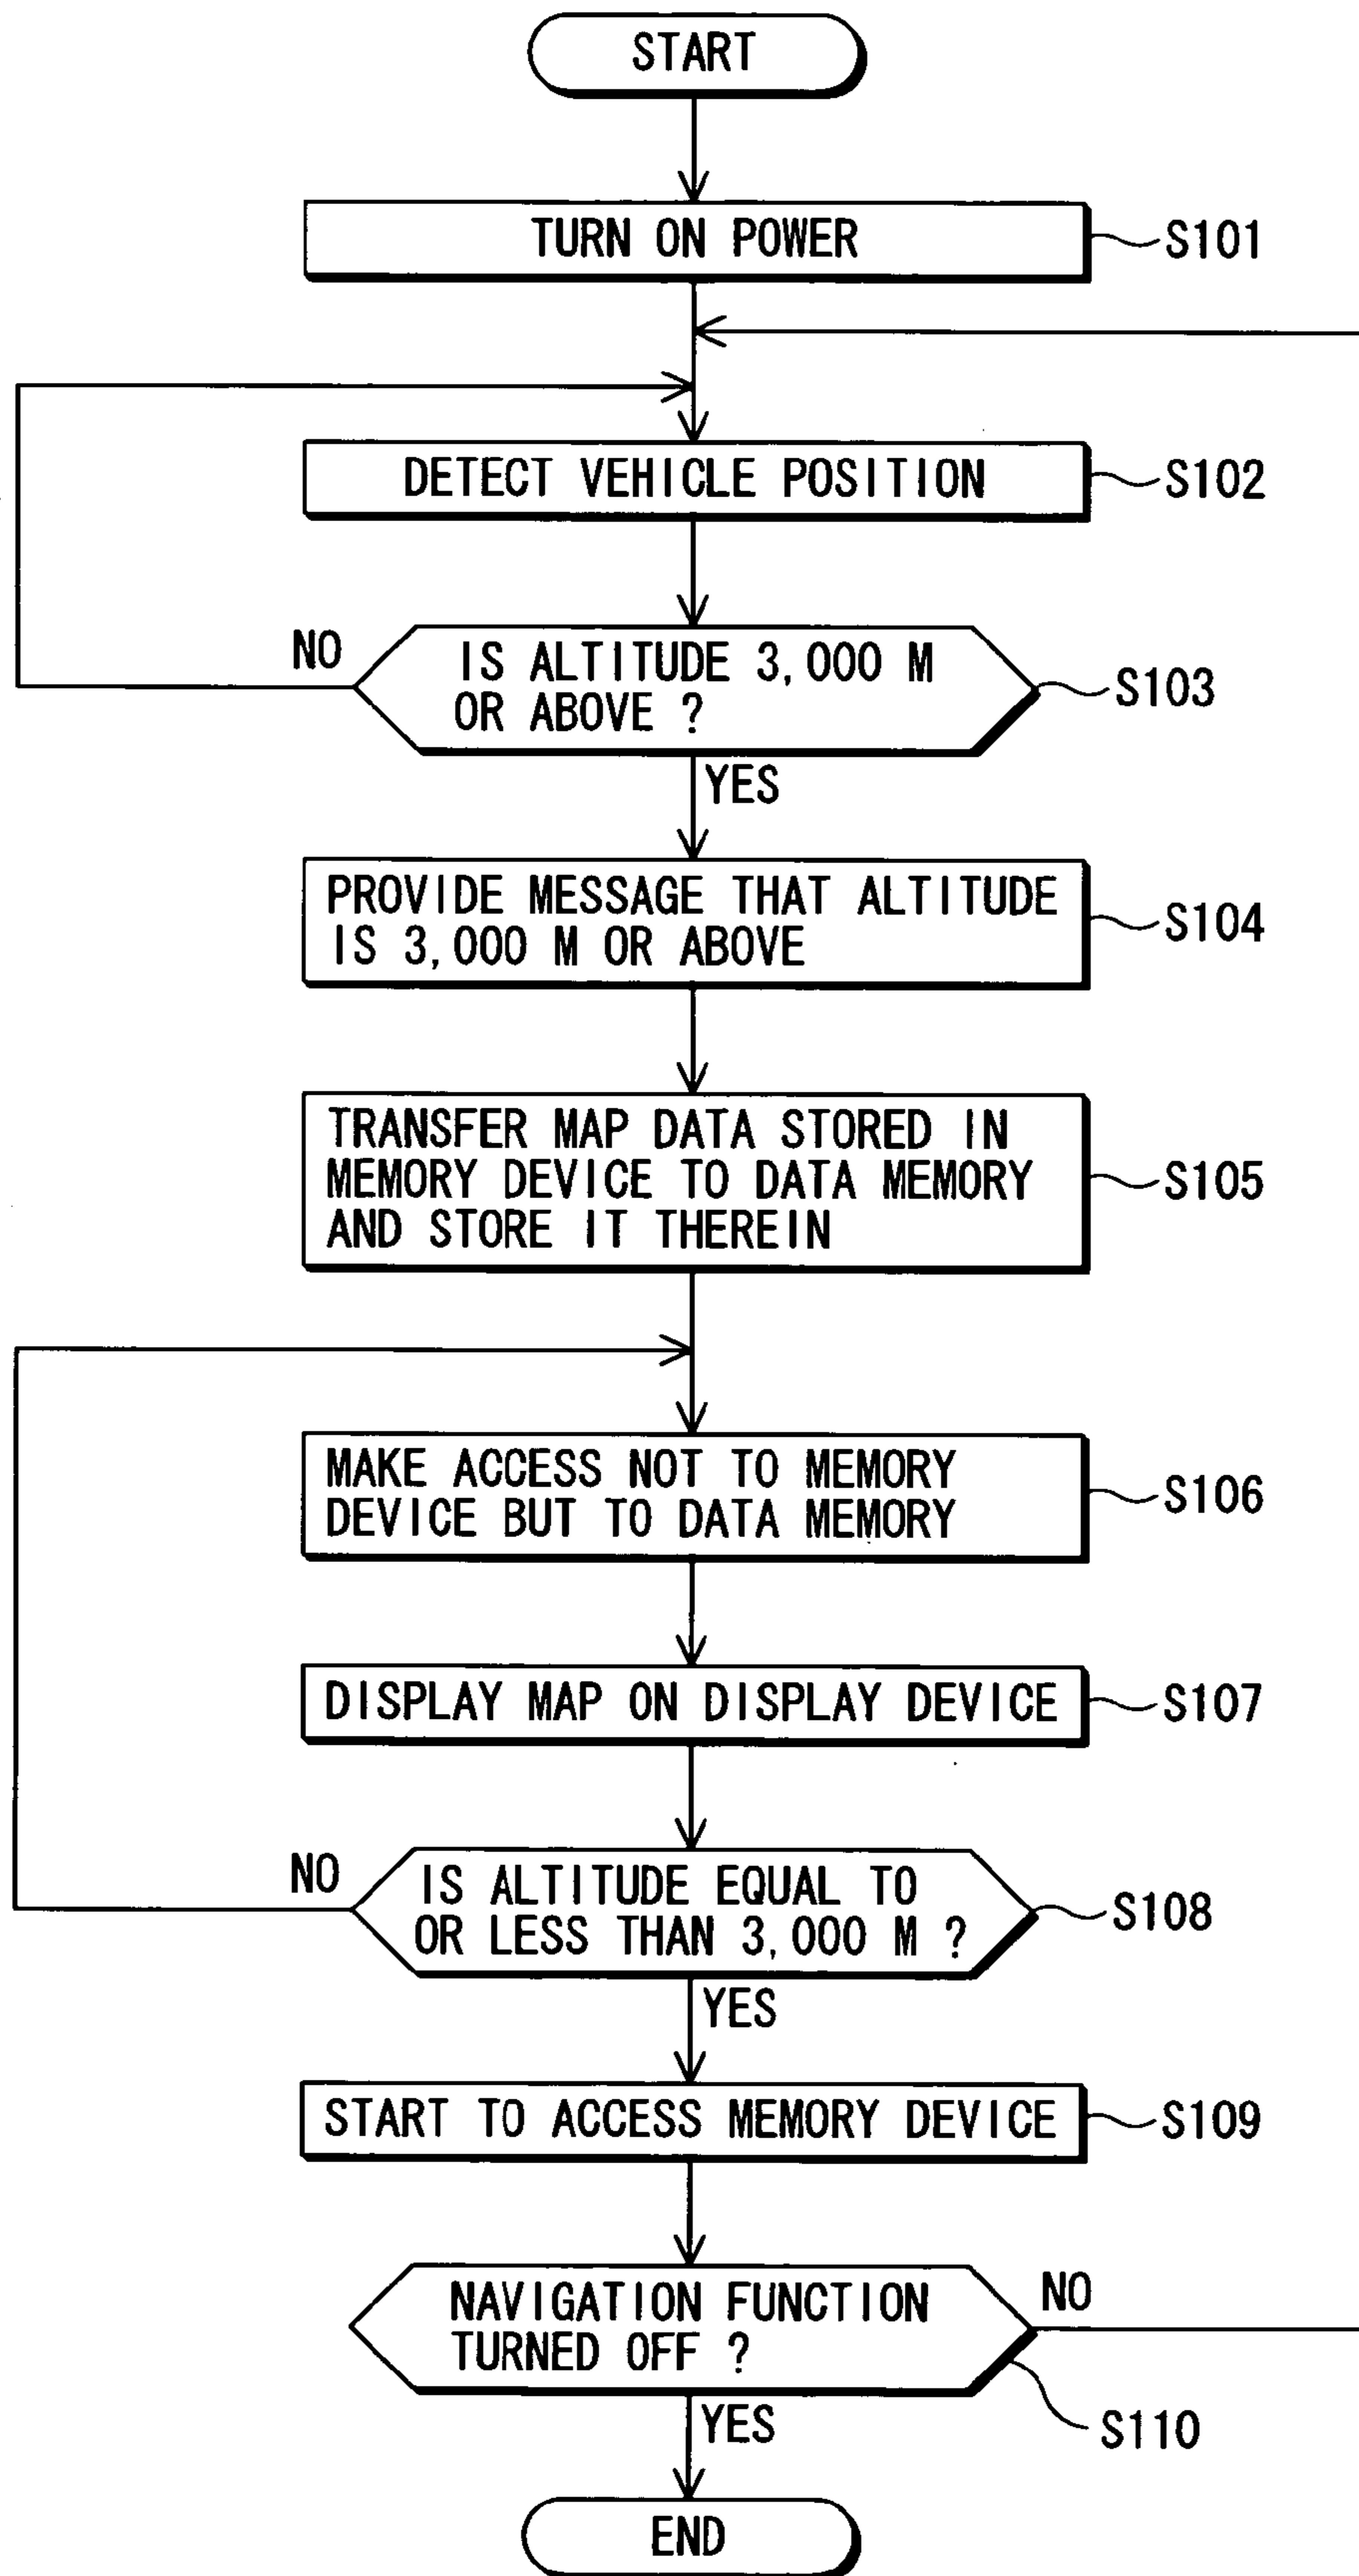 START
TURN ON POWER
S101
DETECT VEHICLE POSITION
S102
NO
IS ALTITUDE 3,000 M
OR ABOVE ?
S103
YES
PROVIDE MESSAGE THAT ALTITUDE
IS 3,000 M OR ABOVE
S104
TRANSFER MAP DATA STORED IN
MEMORY DEVICE TO DATA MEMORY
AND STORE IT THEREIN
S105
MAKE ACCESS NOT TO MEMORY
DEVICE BUT TO DATA MEMORY
S106
DISPLAY MAP ON DISPLAY DEVICE
S107
NO
IS ALTITUDE EQUAL TO
OR LESS THAN 3,000 M ?
S108
YES
START TO ACCESS MEMORY DEVICE
S109
NAVIGATION FUNCTION
TURNED OFF ?
NO
S110
YES
END